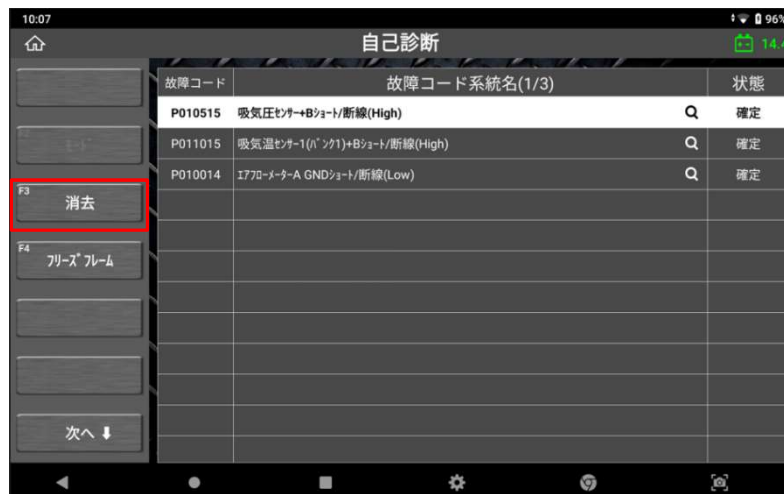 10:07
96%
自己診断
14.4
故障コード 故障コード系統名(1/3) 状態
P010515 吸気圧ｾﾝｻｰ+Bｼｮｰﾄ/断線(High) 確定
P011015 吸気温ｾﾝｻｰ1(ﾊﾞﾝｸ1)+Bｼｮｰﾄ/断線(High) 確定
P010014 ｴｱﾌﾛｰﾒｰﾀｰA GNDｼｮｰﾄ/断線(Low) 確定
F3
消去
F4
ﾌﾘｰｽﾞﾌﾚｰﾑ
次へ